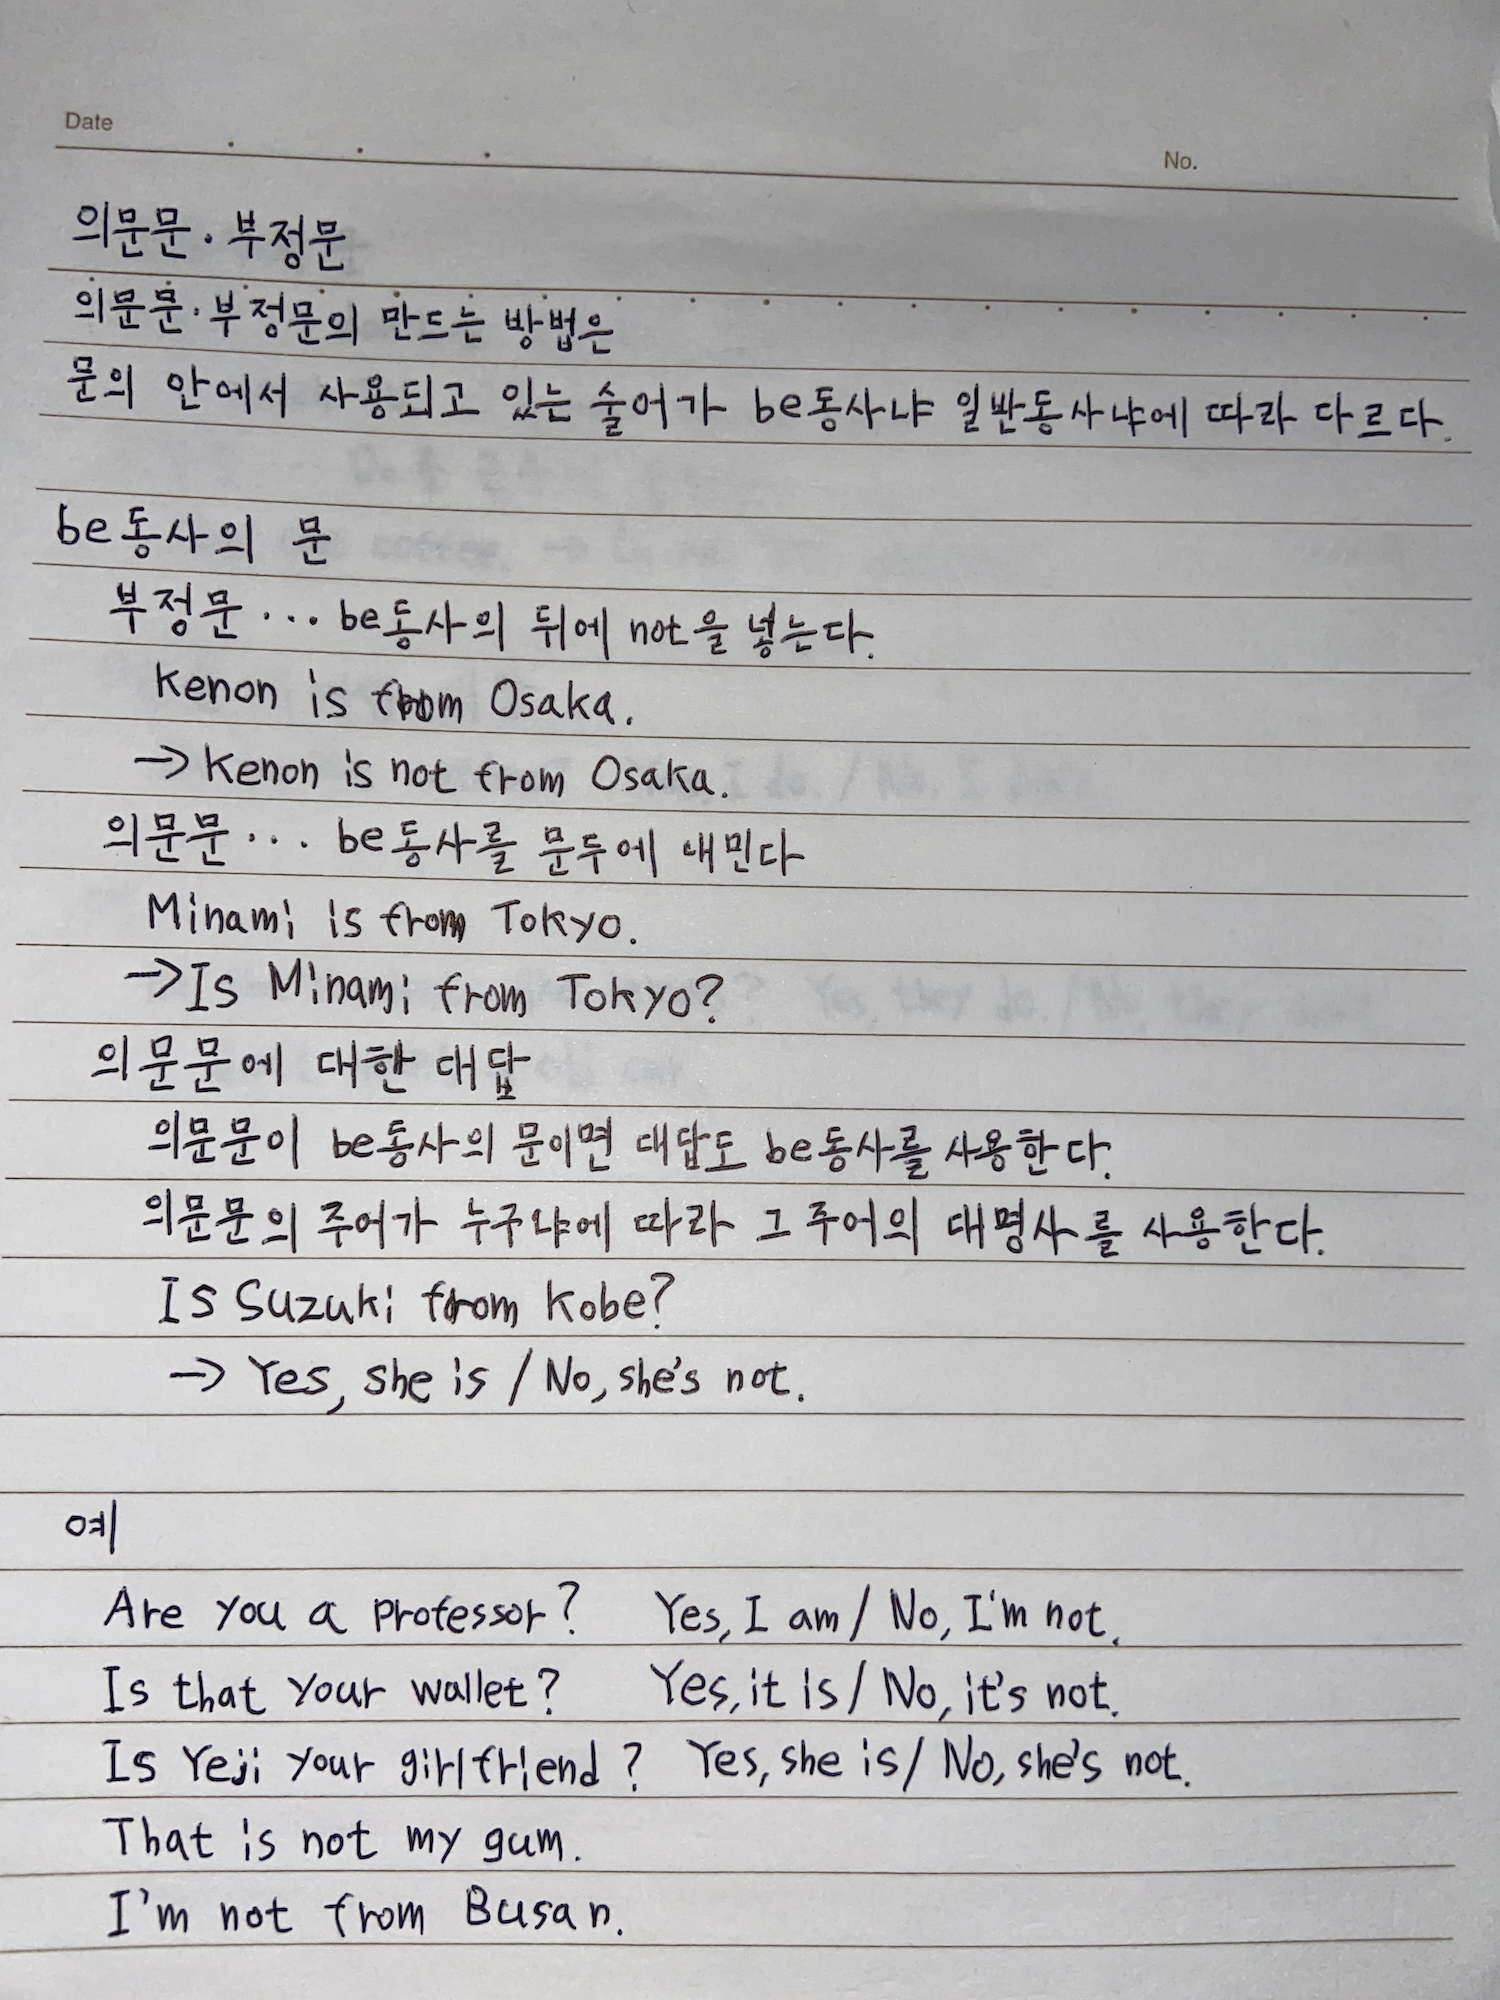 Date
No.
의문문·부정문
의문문·부정문의 만드는 방법은
문의 안에서 사용되고 있는 술어가 be동사냐 일반동사냐에 따라 다르다.
be동사의 문
부정문··· be동사의 뒤에 not을 넣는다.
Kenon is from Osaka.
→ Kenon is not from Osaka.
의문문··· be동사를 문두에 내민다
Minami is from Tokyo.
→ Is Minami from Tokyo?
의문문에 대한 대답
의문문이 be동사의 문이면 대답도 be동사를 사용한다.
의문문의 주어가 누구냐에 따라 그 주어의 대명사를 사용한다.
Is Suzuki from Kobe?
→ Yes, she is / No, she's not.
예
Are you a professor? Yes, I am / No, I'm not.
Is that your wallet? Yes, it is / No, it's not.
Is Yeji your girlfriend? Yes, she is / No, she's not.
That is not my gum.
I'm not from Busan.